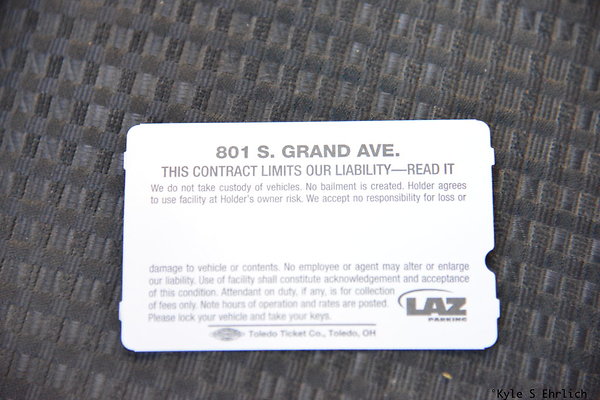 801 S. GRAND AVE.
THIS CONTRACT LIMITS OUR LIABILITY—READ IT
We do not take custody of vehicles. No bailment is created. Holder agrees
to use facility at Holder's owner risk. We accept no responsibility for loss or
damage to vehicle or contents. No employee or agent may alter or enlarge
our liability. Use of facility shall constitute acknowledgement and acceptance
of this condition. Attendant on duty, if any, is for collection
of fees only. Note hours of operation and rates are posted.
Please lock your vehicle and take your keys.
LAZ
PARKING
Toledo Ticket Co., Toledo, OH
©Kyle S Ehrlich